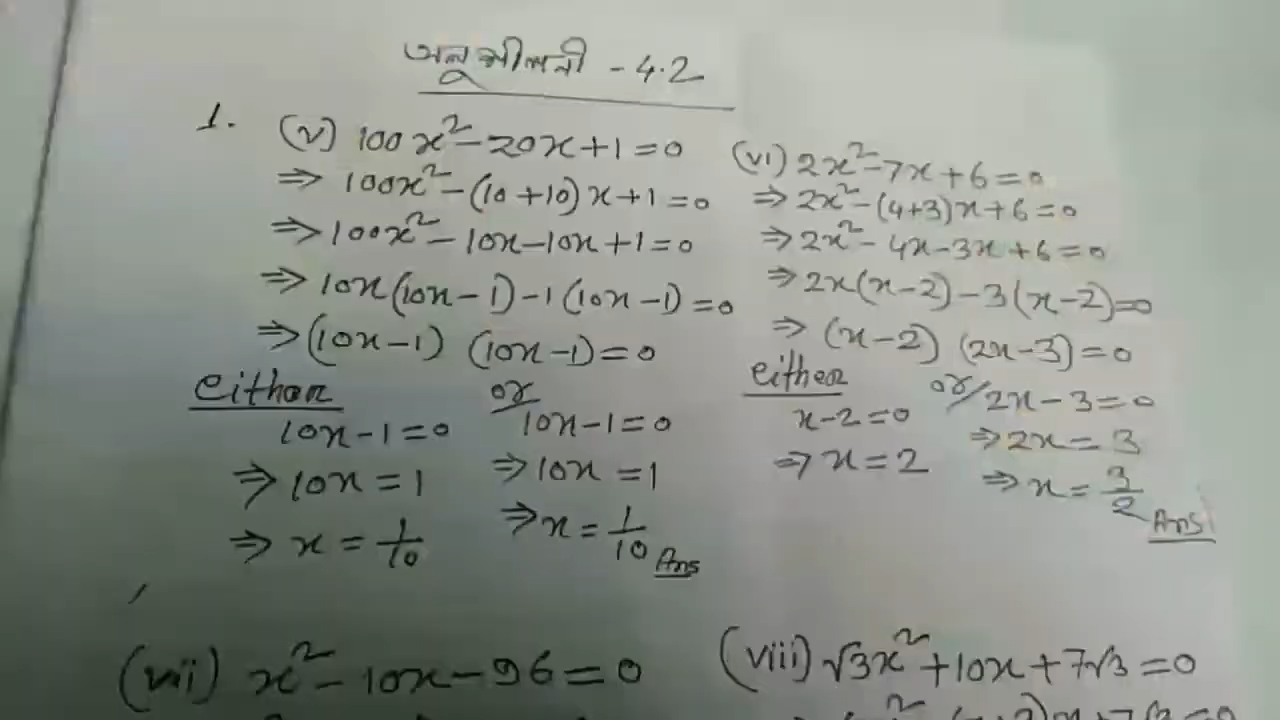 অনুশীলনী - 4.2
1. (v) 100x² - 20x + 1 = 0
⇒ 100x² - (10 + 10) x + 1 = 0
⇒ 100x² - 10x - 10x + 1 = 0
⇒ 10x (10x - 1) - 1 (10x - 1) = 0
⇒ (10x - 1) (10x - 1) = 0
either or
10x - 1 = 0 10x - 1 = 0
⇒ 10x = 1 ⇒ 10x = 1
⇒ x = 1/10 ⇒ x = 1/10 Ans
(vi) 2x² - 7x + 6 = 0
⇒ 2x² - (4+3)x + 6 = 0
⇒ 2x² - 4x - 3x + 6 = 0
⇒ 2x(x - 2) - 3(x - 2) = 0
⇒ (x - 2) (2x - 3) = 0
either or/ 2x - 3 = 0
x - 2 = 0 ⇒ 2x = 3
⇒ x = 2 ⇒ x = 3/2 Ans
(vii) x² - 10x - 96 = 0
(viii) √3x² + 10x + 7√3 = 0